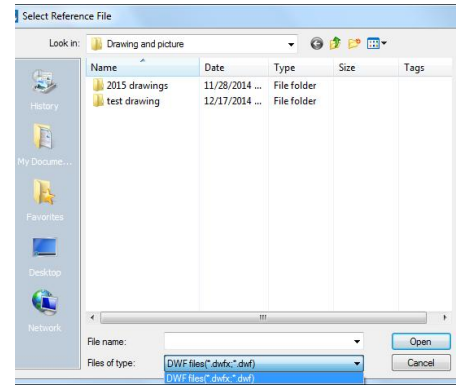 Select Reference File
Look in: Drawing and picture
Name Date Type Size Tags
2015 drawings 11/28/2014 ... File folder
test drawing 12/17/2014 ... File folder
History
My Docume...
Favorites
Desktop
Network
File name: Open
Files of type: DWF files(*.dwfx;*.dwf) Cancel
DWF files(*.dwfx;*.dwf)